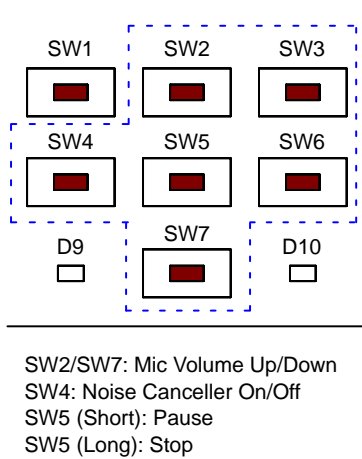 SW1 SW2 SW3
SW4 SW5 SW6
D9 SW7 D10
SW2/SW7: Mic Volume Up/Down
SW4: Noise Canceller On/Off
SW5 (Short): Pause
SW5 (Long): Stop